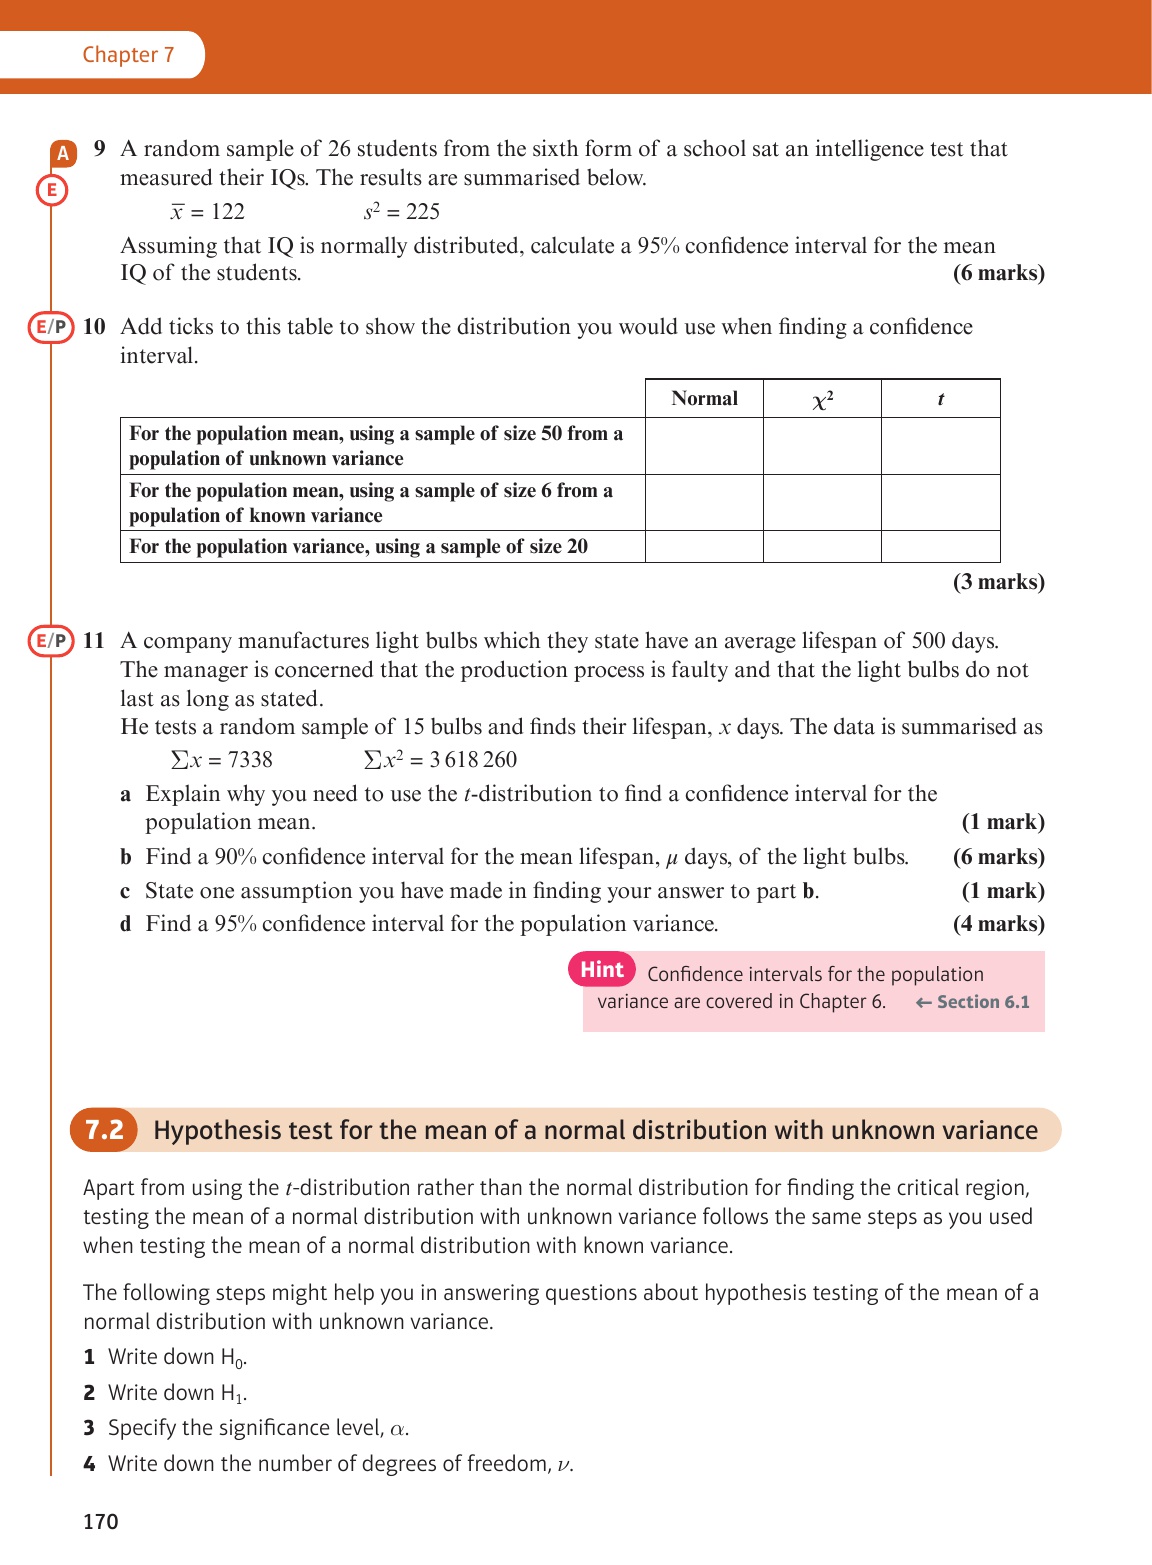 Chapter 7
A
E
9 A random sample of 26 students from the sixth form of a school sat an intelligence test that
measured their IQs. The results are summarised below.
x̅ = 122 s² = 225
Assuming that IQ is normally distributed, calculate a 95% confidence interval for the mean
IQ of the students. (6 marks)
E/P 10 Add ticks to this table to show the distribution you would use when finding a confidence
interval.
Normal χ² t
For the population mean, using a sample of size 50 from a
population of unknown variance
For the population mean, using a sample of size 6 from a
population of known variance
For the population variance, using a sample of size 20
(3 marks)
E/P 11 A company manufactures light bulbs which they state have an average lifespan of 500 days.
The manager is concerned that the production process is faulty and that the light bulbs do not
last as long as stated.
He tests a random sample of 15 bulbs and finds their lifespan, x days. The data is summarised as
∑x = 7338 ∑x² = 3 618 260
a Explain why you need to use the t-distribution to find a confidence interval for the
population mean. (1 mark)
b Find a 90% confidence interval for the mean lifespan, μ days, of the light bulbs. (6 marks)
c State one assumption you have made in finding your answer to part b. (1 mark)
d Find a 95% confidence interval for the population variance. (4 marks)
Hint Confidence intervals for the population
variance are covered in Chapter 6. ← Section 6.1
7.2 Hypothesis test for the mean of a normal distribution with unknown variance
Apart from using the t-distribution rather than the normal distribution for finding the critical region,
testing the mean of a normal distribution with unknown variance follows the same steps as you used
when testing the mean of a normal distribution with known variance.
The following steps might help you in answering questions about hypothesis testing of the mean of a
normal distribution with unknown variance.
1 Write down H₀.
2 Write down H₁.
3 Specify the significance level, α.
4 Write down the number of degrees of freedom, ν.
170